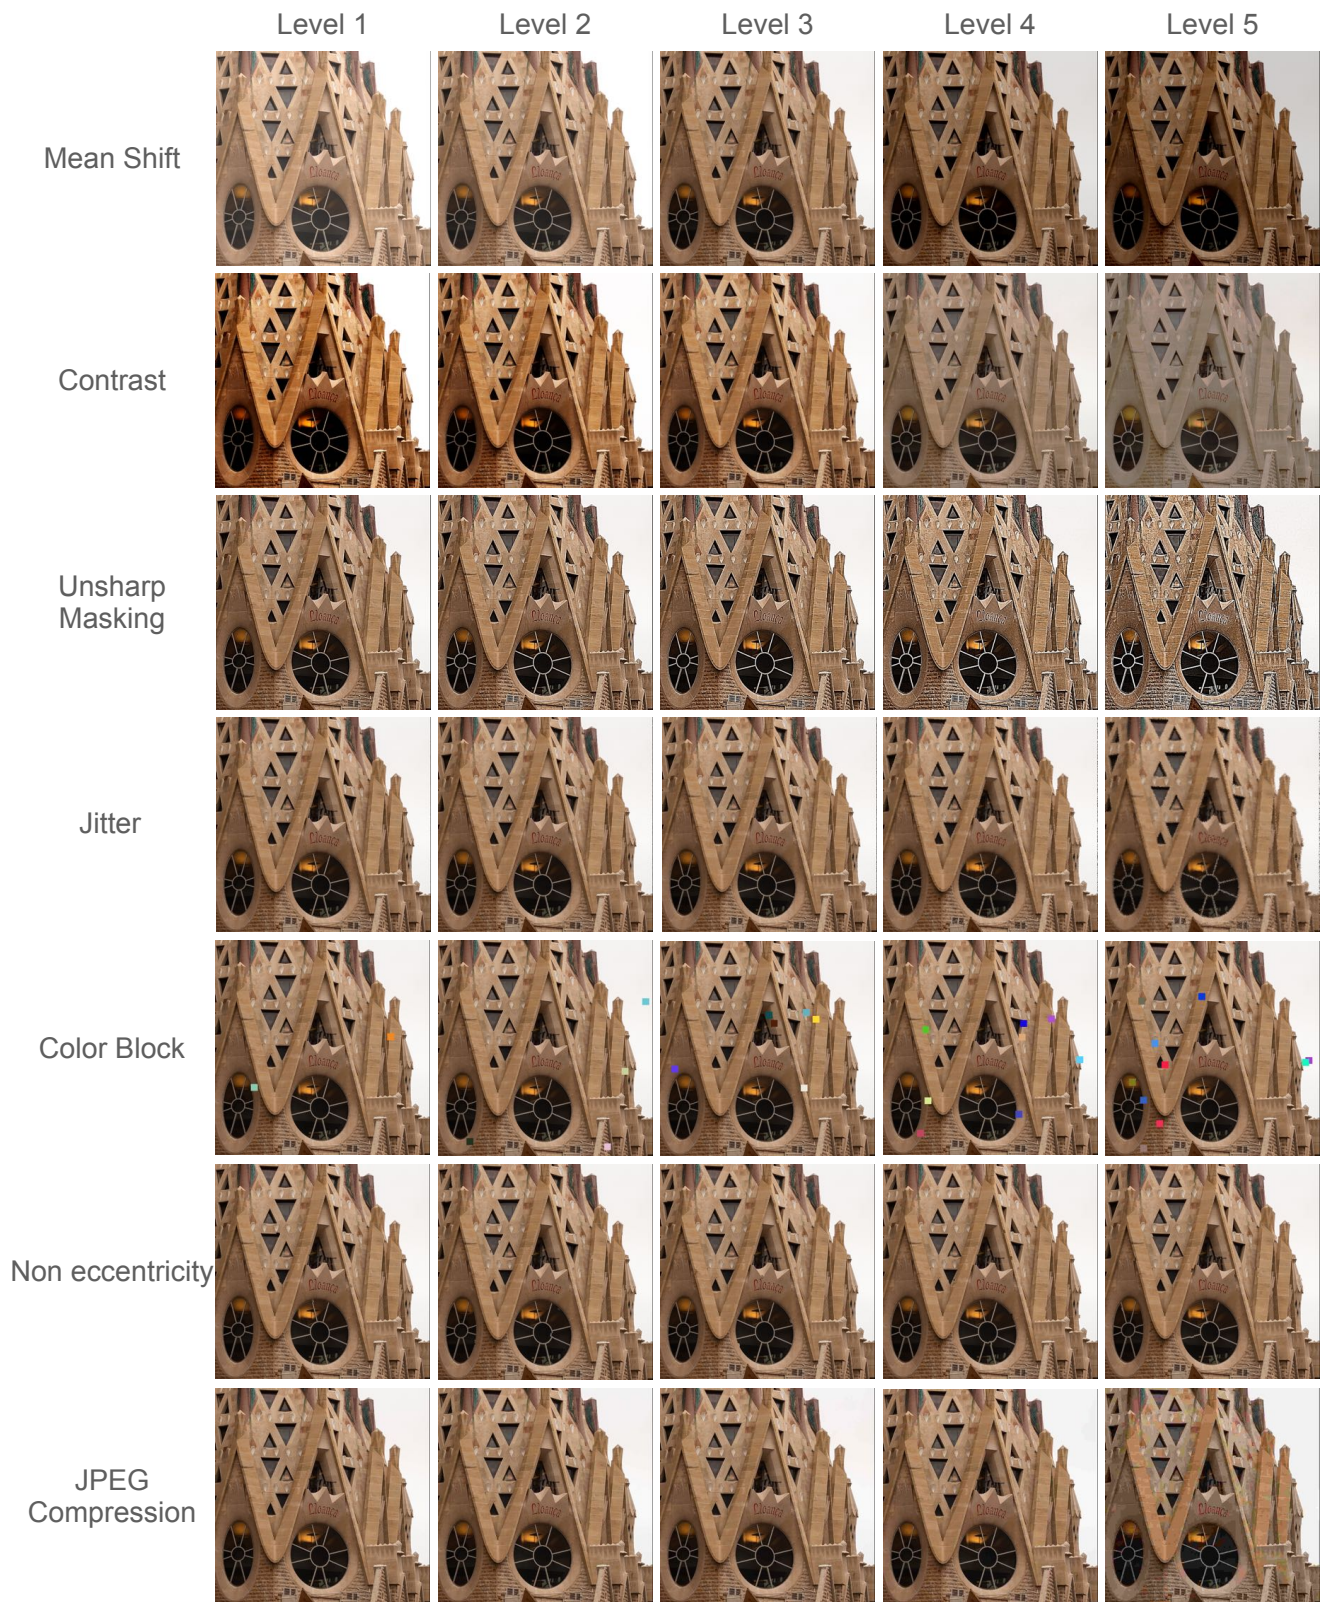 Level 1 Level 2 Level 3 Level 4 Level 5
Mean Shift
Contrast
Unsharp
Masking
Jitter
Color Block
Non eccentricity
JPEG
Compression